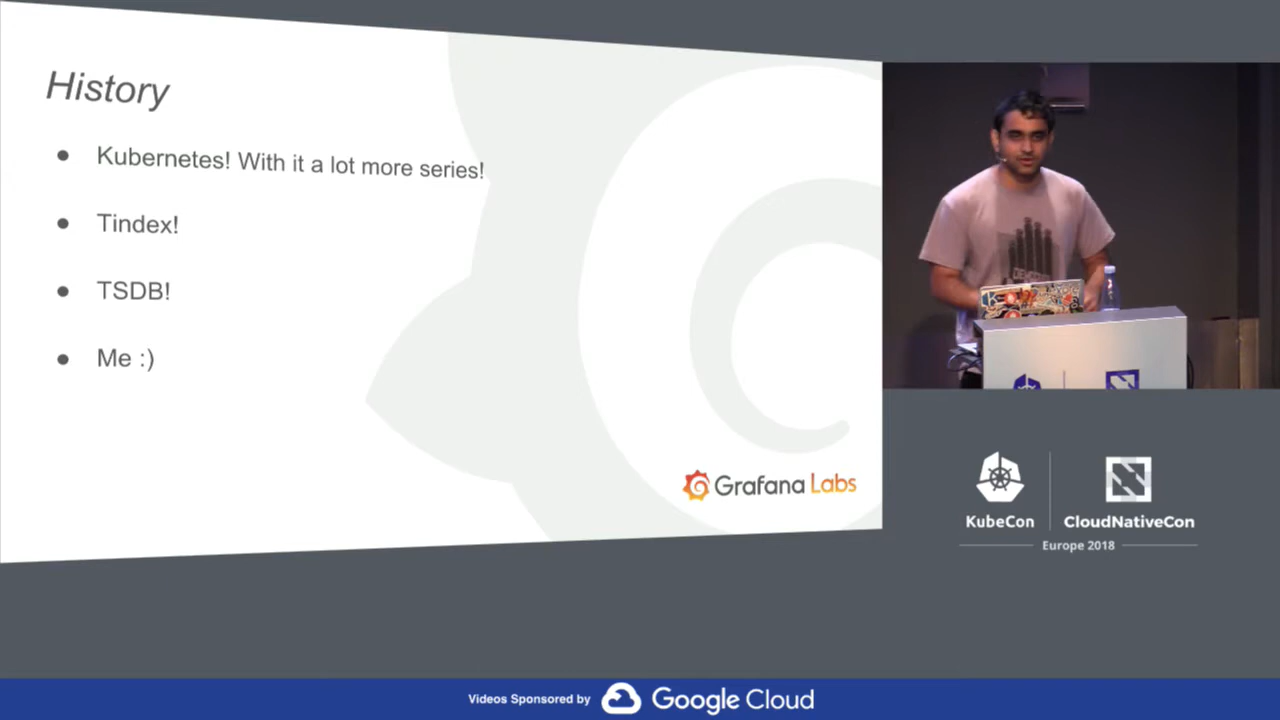 History
Kubernetes! With it a lot more series!
Tindex!
TSDB!
Me :)
Grafana Labs
KubeCon
CloudNativeCon
Europe 2018
Videos Sponsored by Google Cloud